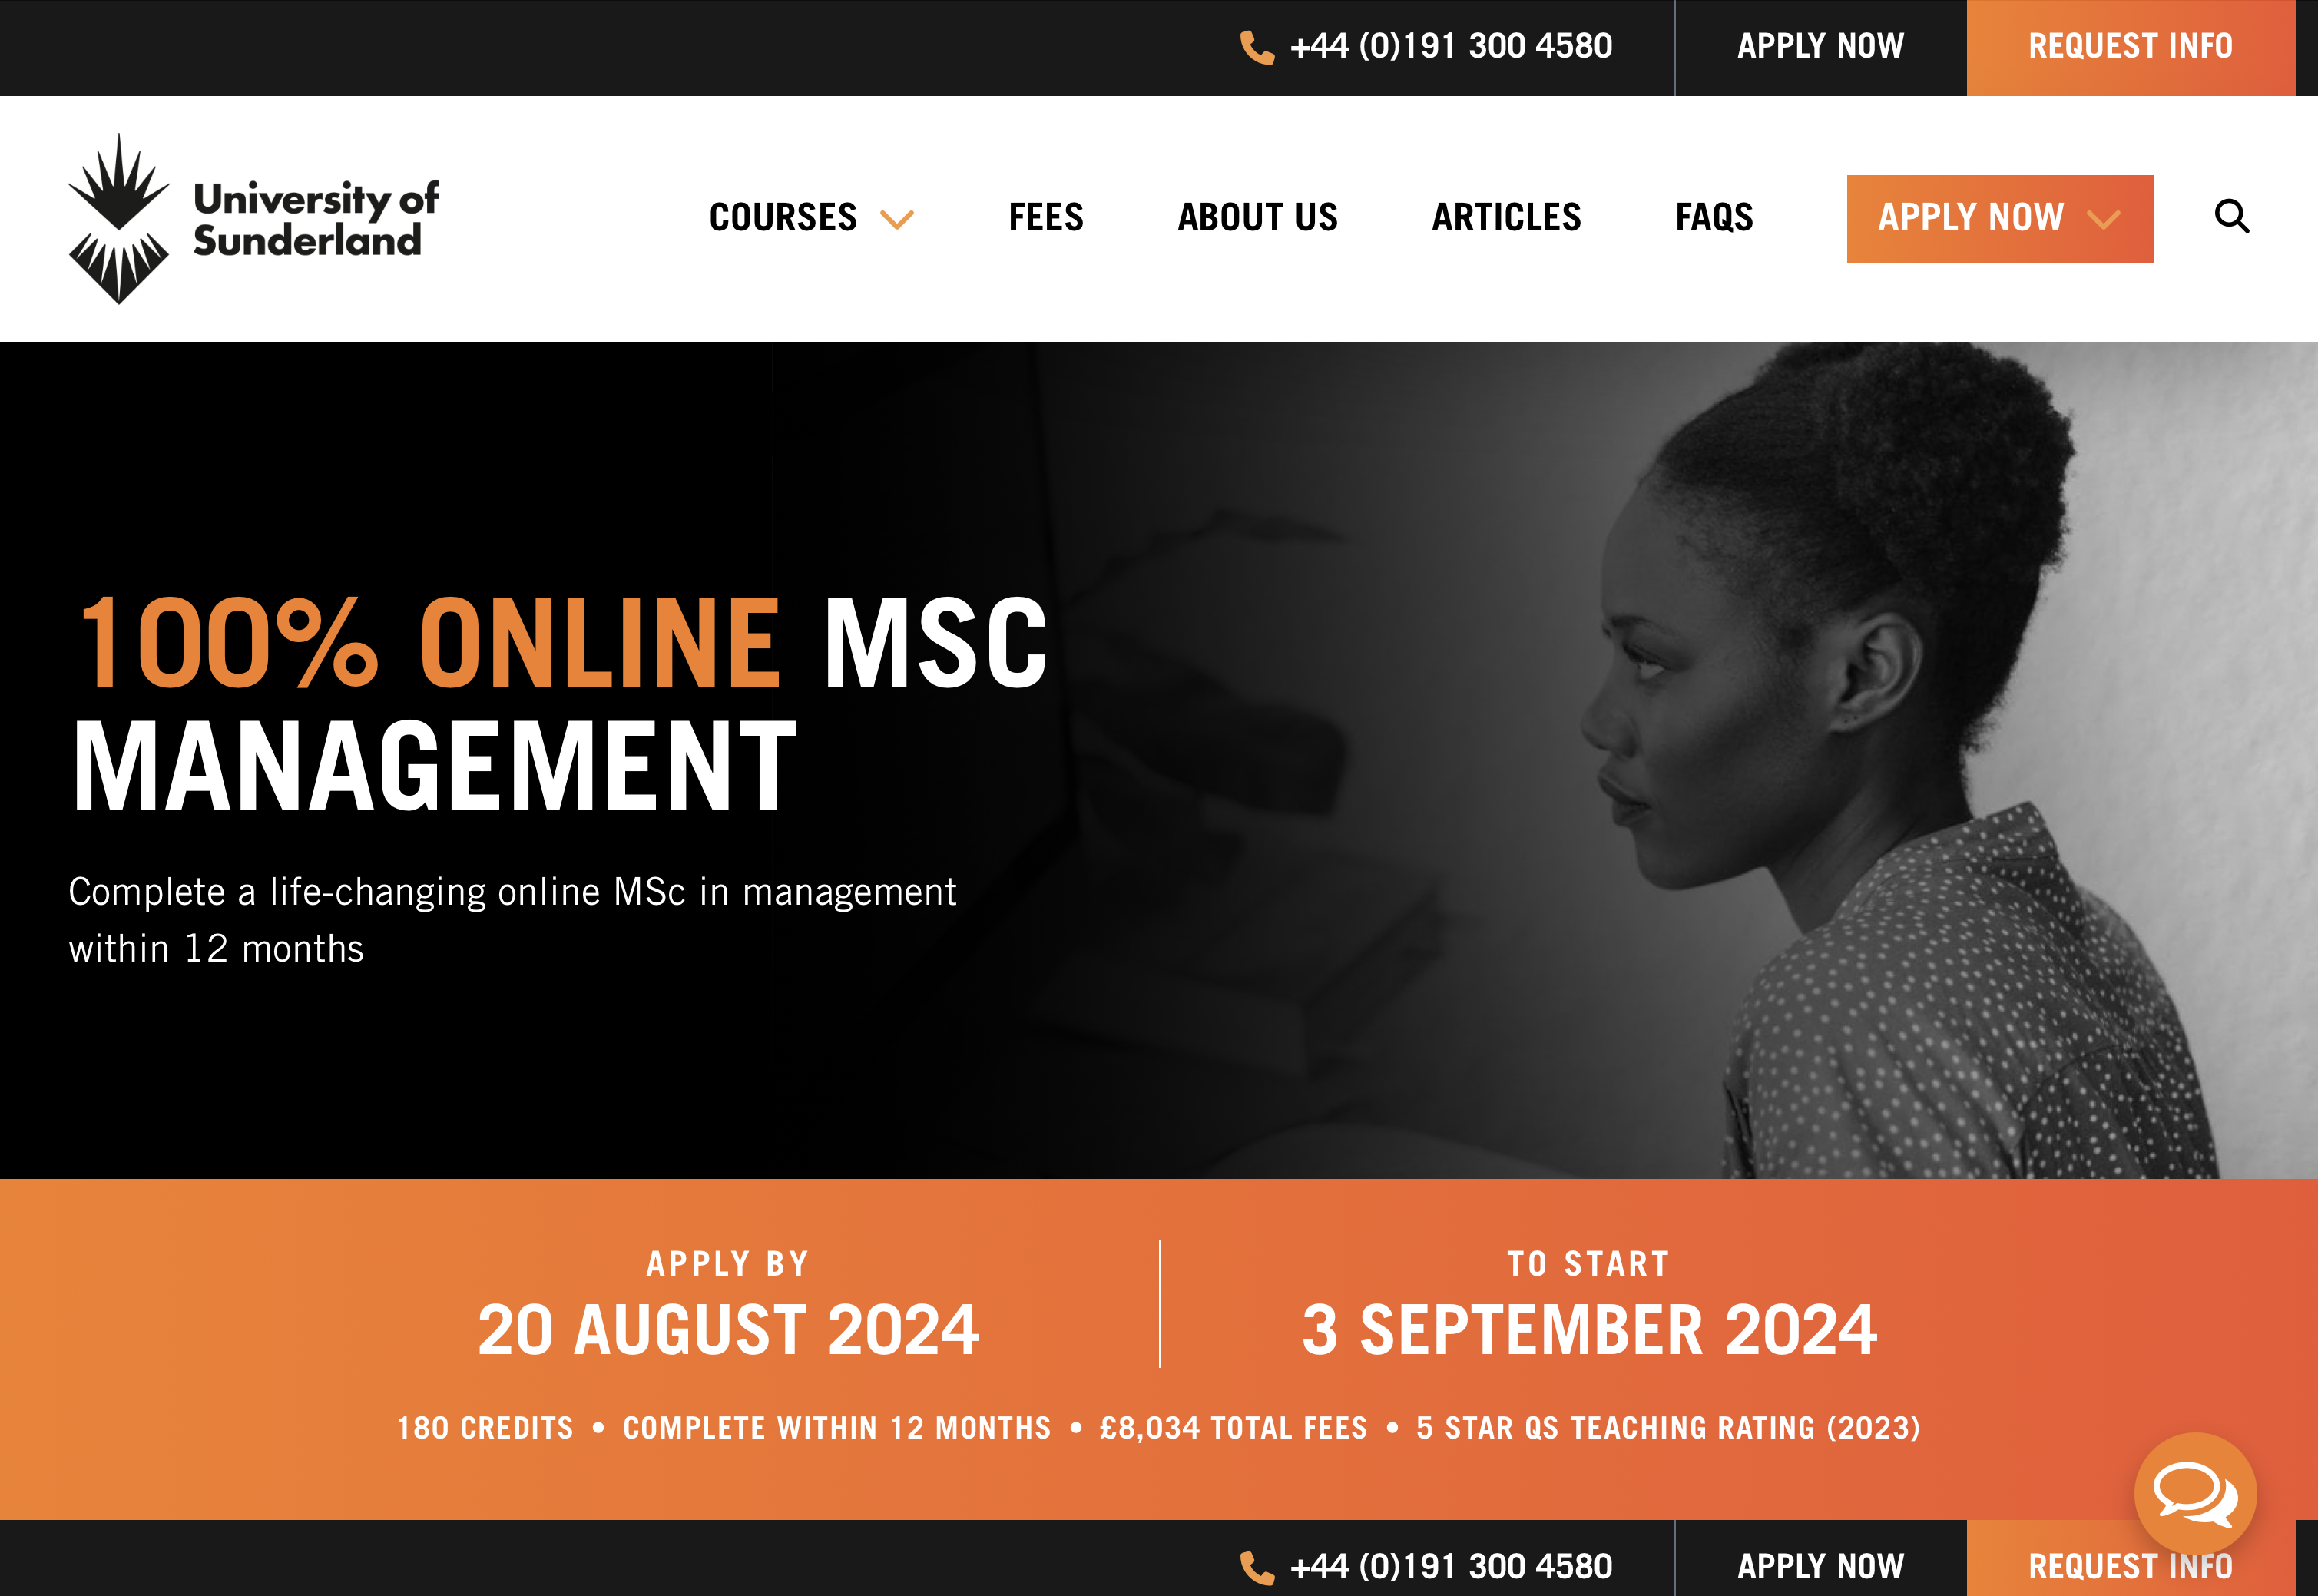 +44 (0)191 300 4580
APPLY NOW
REQUEST INFO
University of
Sunderland
COURSES
FEES
ABOUT US
ARTICLES
FAQS
APPLY NOW
100% ONLINE MSC
MANAGEMENT
Complete a life-changing online MSc in management
within 12 months
APPLY BY
20 AUGUST 2024
TO START
3 SEPTEMBER 2024
180 CREDITS • COMPLETE WITHIN 12 MONTHS • £8,034 TOTAL FEES • 5 STAR QS TEACHING RATING (2023)
+44 (0)191 300 4580
APPLY NOW
REQUEST INFO